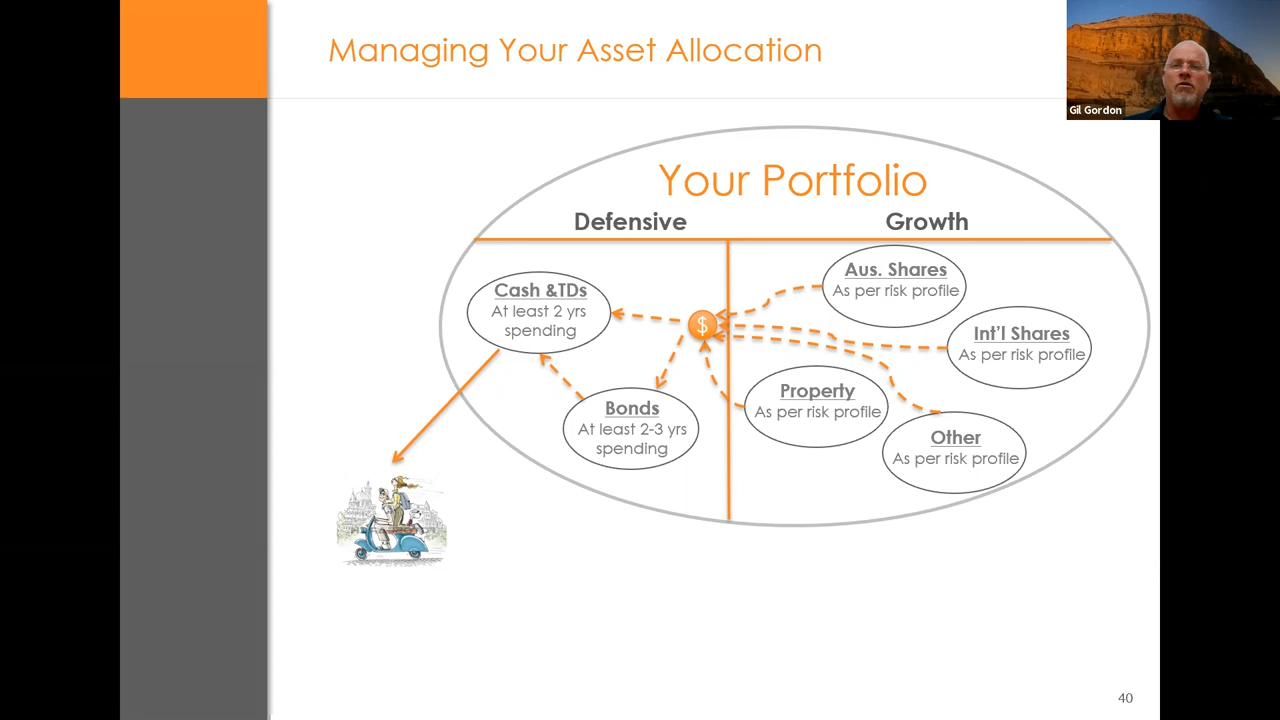 Managing Your Asset Allocation
Gil Gordon
Your Portfolio
Defensive
Growth
Cash &TDs
At least 2 yrs
spending
$
Bonds
At least 2-3 yrs
spending
Aus. Shares
As per risk profile
Int'l Shares
As per risk profile
Property
As per risk profile
Other
As per risk profile
40